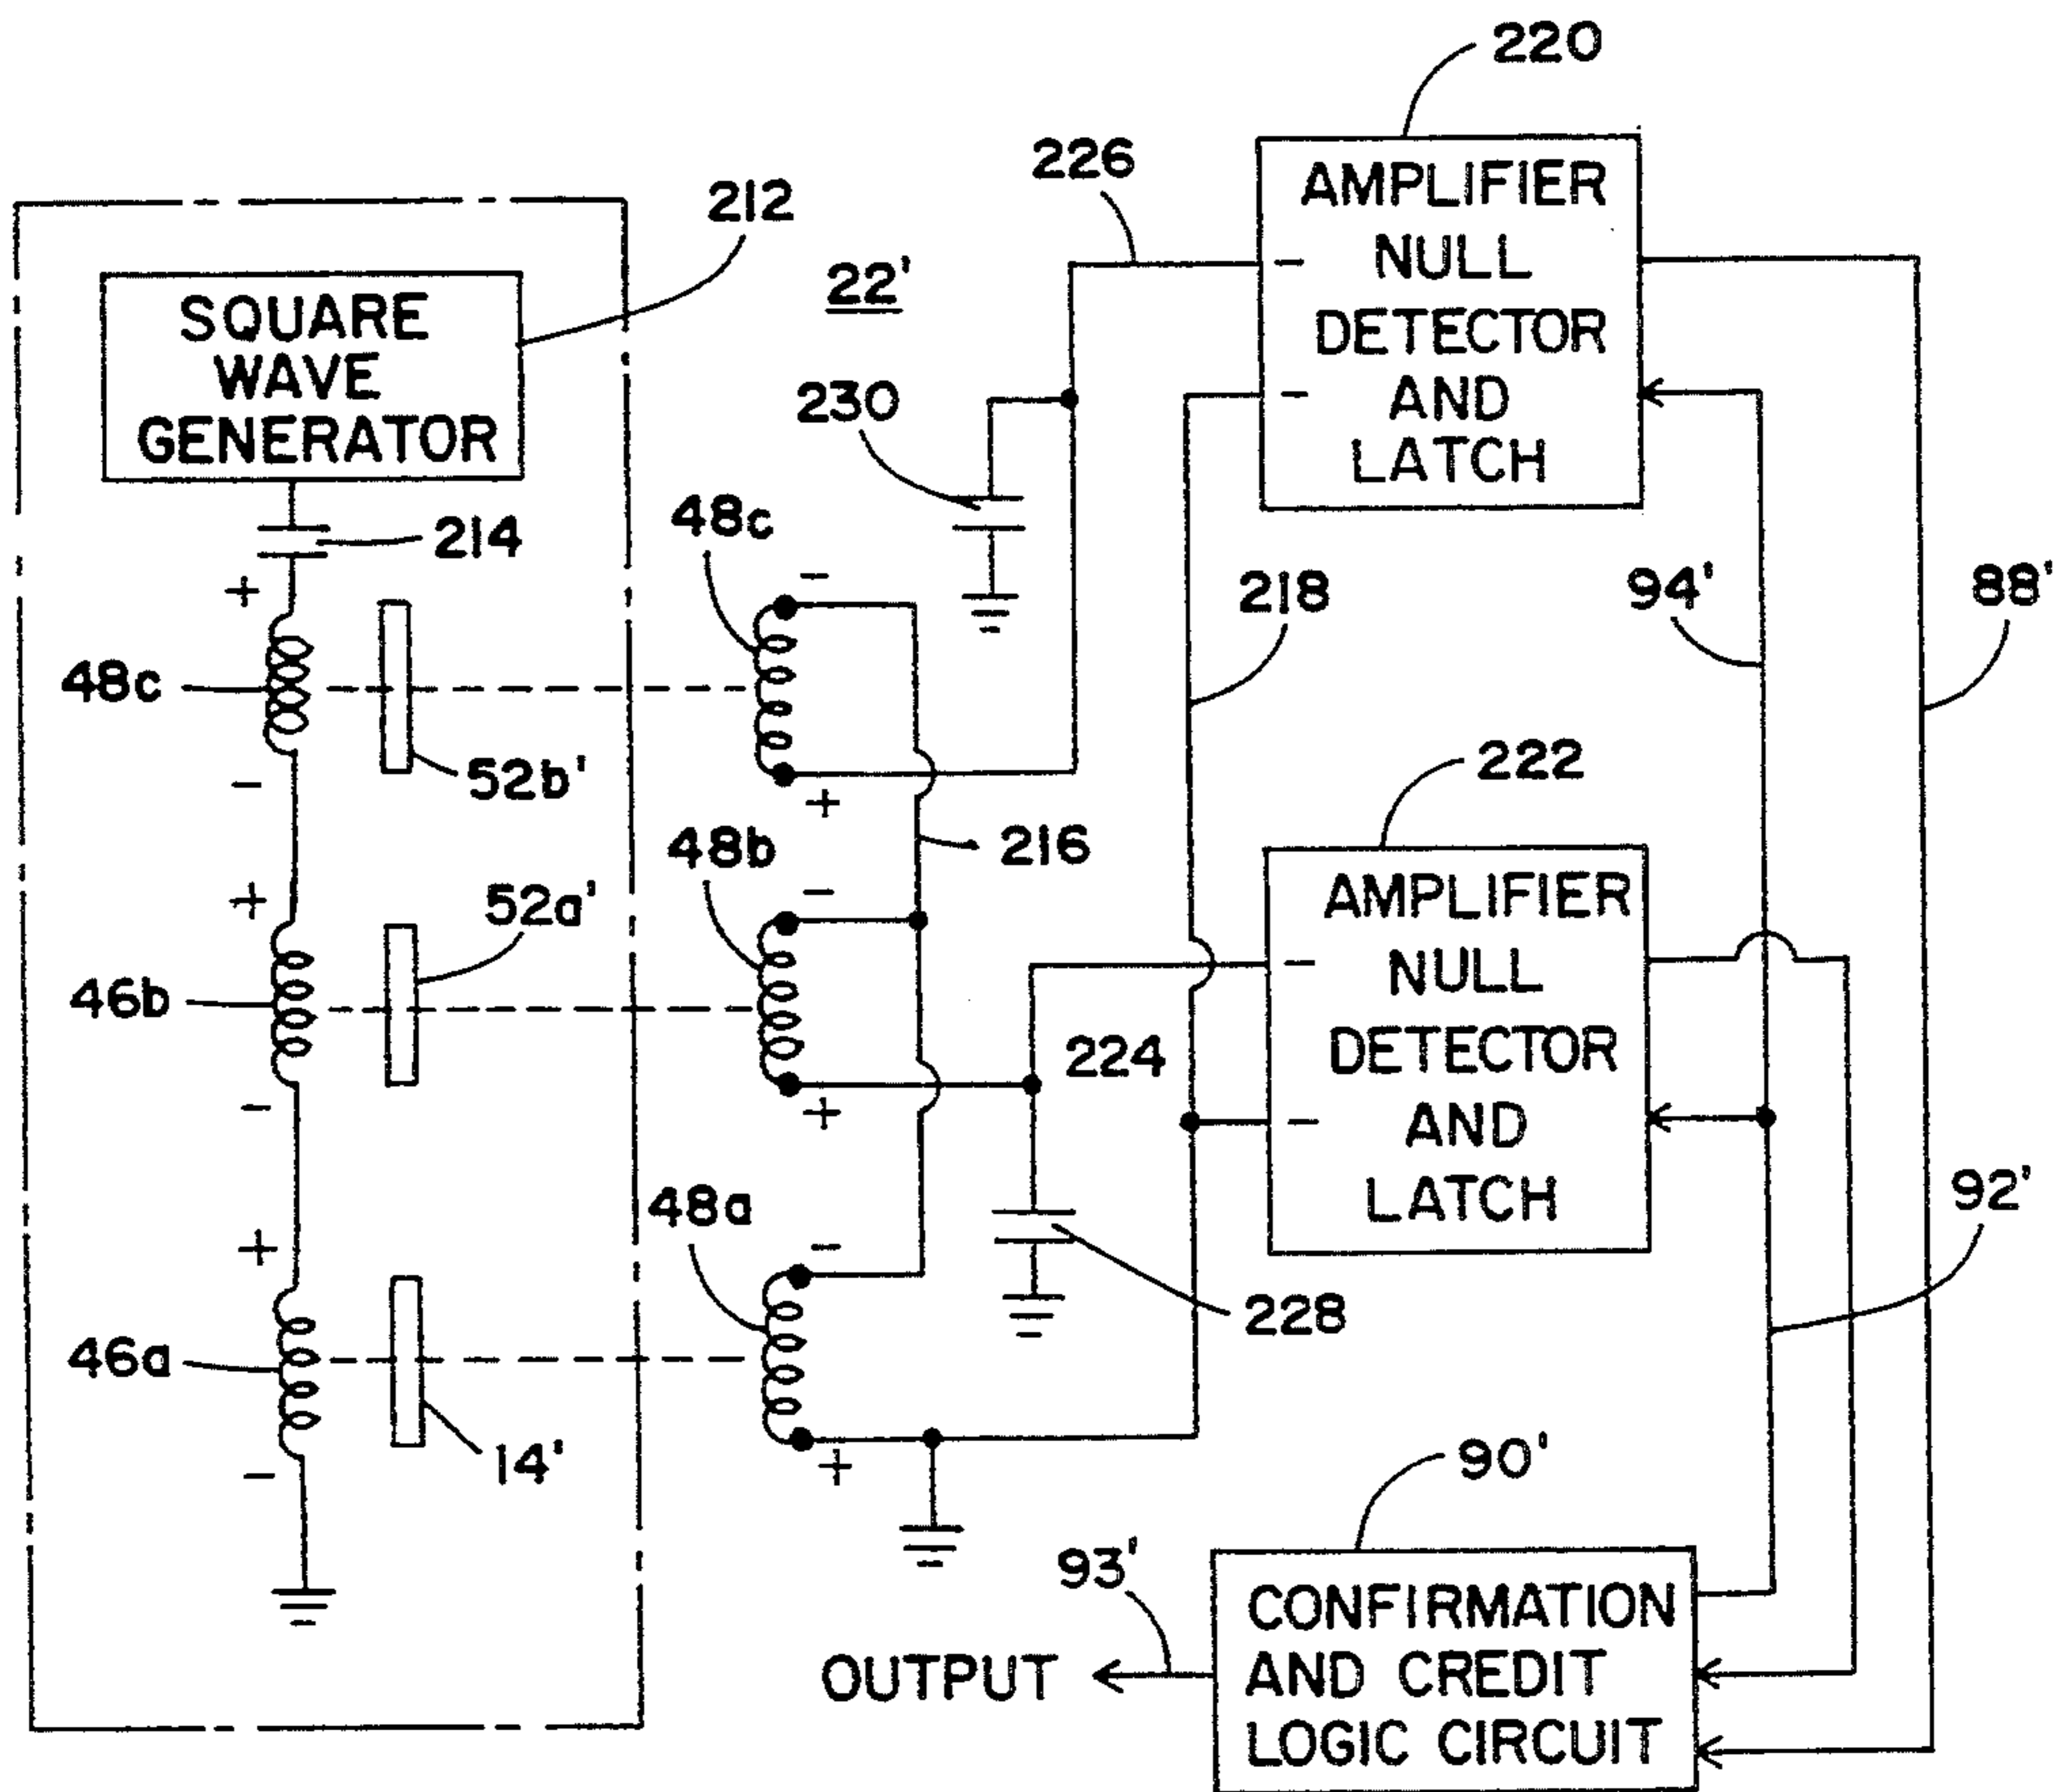 220
226
AMPLIFIER
NULL
DETECTOR
AND
LATCH
-
-
212
22'
SQUARE
WAVE
GENERATOR
230
214
48c
218
94'
88'
+
-
48c
52b'
-
+
222
48b
216
AMPLIFIER
NULL
DETECTOR
AND
LATCH
-
-
+
-
52a'
46b
-
+
224
92'
48a
228
+
-
46a
14'
-
+
90'
93'
CONFIRMATION
AND CREDIT
LOGIC CIRCUIT
OUTPUT